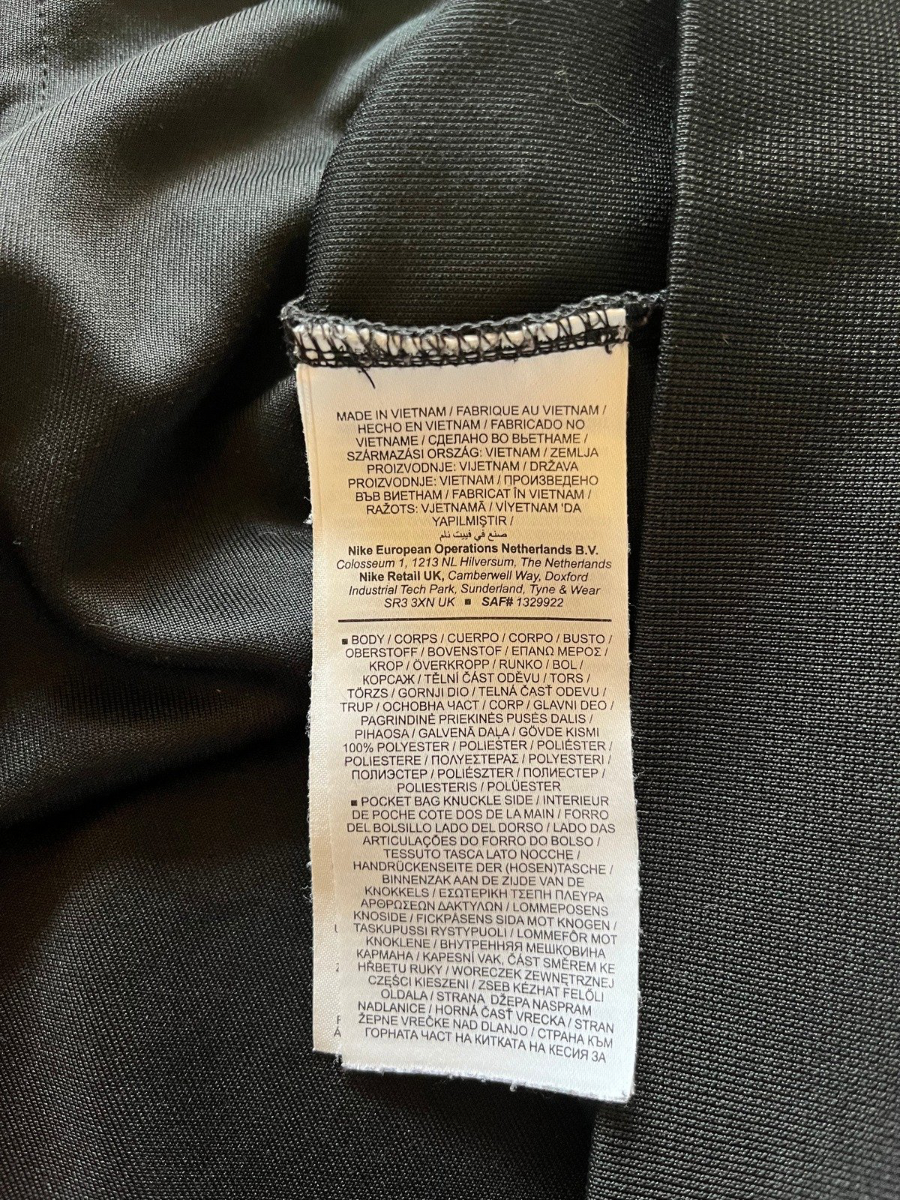 MADE IN VIETNAM / FABRIQUE AU VIETNAM /
HECHO EN VIETNAM / FABRICADO NO
VIETNAME / СДЕЛАНО ВО ВЬЕТНАМЕ /
SZÁRMAZÁSI ORSZÁG: VIETNAM / ZEMLJA
PROIZVODNJE: VIJETNAM / DRŽAVA
PROIZVODNJE: VIETNAM / ПРОИЗВЕДЕНО
ВЪВ ВИЕТНАМ / FABRICAT ÎN VIETNAM /
RAŽOTS: VJETNAMĀ / VİYETNAM 'DA
YAPILMIŞTIR /
صنع في فييت نام
Nike European Operations Netherlands B.V.
Colosseum 1, 1213 NL Hilversum, The Netherlands
Nike Retail UK, Camberwell Way, Doxford
Industrial Tech Park, Sunderland, Tyne & Wear
SR3 3XN UK ■ SAF# 1329922
■ BODY / CORPS / CUERPO / CORPO / BUSTO /
OBERSTOFF / BOVENSTOF / ΕΠΑΝΩ ΜΕΡΟΣ /
KROP / ÖVERKROPP / RUNKO / BOL /
КОРСАЖ / TĚLNÍ ČÁST ODĚVU / TORS /
TÖRZS / GORNJI DIO / TELNÁ ČASŤ ODEVU /
TRUP / ОСНОВНА ЧАСТ / CORP / GLAVNI DEO /
PAGRINDINĖ PRIEKINĖS PUSĖS DALIS /
PIHAOSA / GALVENĀ DAĻA / GÖVDE KISMI
100% POLYESTER / POLIÉSTER / POLIÉSTER /
POLIESTERE / ΠΟΛΥΕΣΤΕΡΑΣ / POLYESTERI /
ПОЛИЭСТЕР / POLIÉSZTER / ПОЛИЕСТЕР /
POLIESTERIS / POLÜESTER
■ POCKET BAG KNUCKLE SIDE / INTERIEUR
DE POCHE COTE DOS DE LA MAIN / FORRO
DEL BOLSILLO LADO DEL DORSO / LADO DAS
ARTICULAÇÕES DO FORRO DO BOLSO /
TESSUTO TASCA LATO NOCCHE /
HANDRÜCKENSEITE DER (HOSEN)TASCHE /
BINNENZAK AAN DE ZIJDE VAN DE
KNOKKELS / ΕΣΩΤΕΡΙΚΗ ΤΣΕΠΗ ΠΛΕΥΡΑ
ΑΡΘΡΩΣΕΩΝ ΔΑΚΤΥΛΩΝ / LOMMEPOSENS
KNOSIDE / FICKPÅSENS SIDA MOT KNOGEN /
TASKUPUSSI RYSTYPUOLI / LOMMEFÔR MOT
KNOKLENE / ВНУТРЕННЯЯ МЕШКОВИНА
КАРМАНА / KAPESNÍ VAK, ČÁST SMĚREM KE
HŘBETU RUKY / WORECZEK ZEWNĘTRZNEJ
CZĘŚCI KIESZENI / ZSEB KÉZHÁT FELŐLI
OLDALA / STRANA DŽEPA NASPRAM
NADLANICE / HORNÁ ČASŤ VRECKA / STRAN
ŽEPNE VREČKE NAD DLANJO / СТРАНА КЪМ
ГОРНАТА ЧАСТ НА КИТКАТА НА КЕСИЯ ЗА